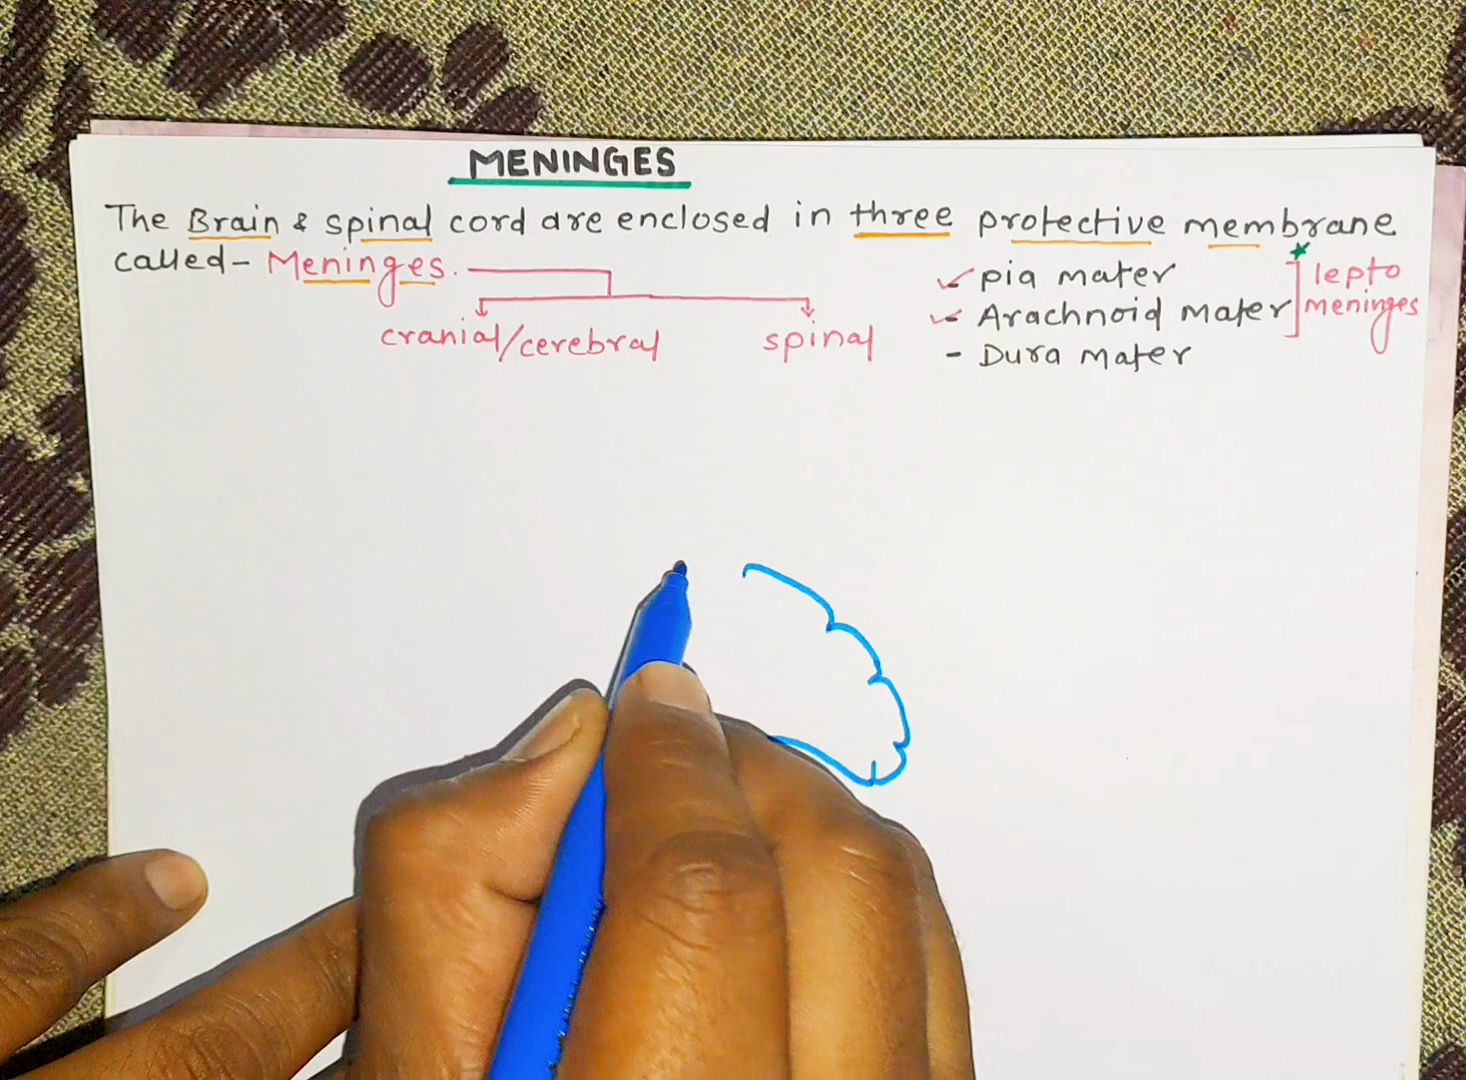 MENINGES
The Brain & spinal cord are enclosed in three protective membrane
called - Meninges.
cranial/cerebral
spinal
pia mater
- Arachnoid mater
- Dura mater
lepto
meninges